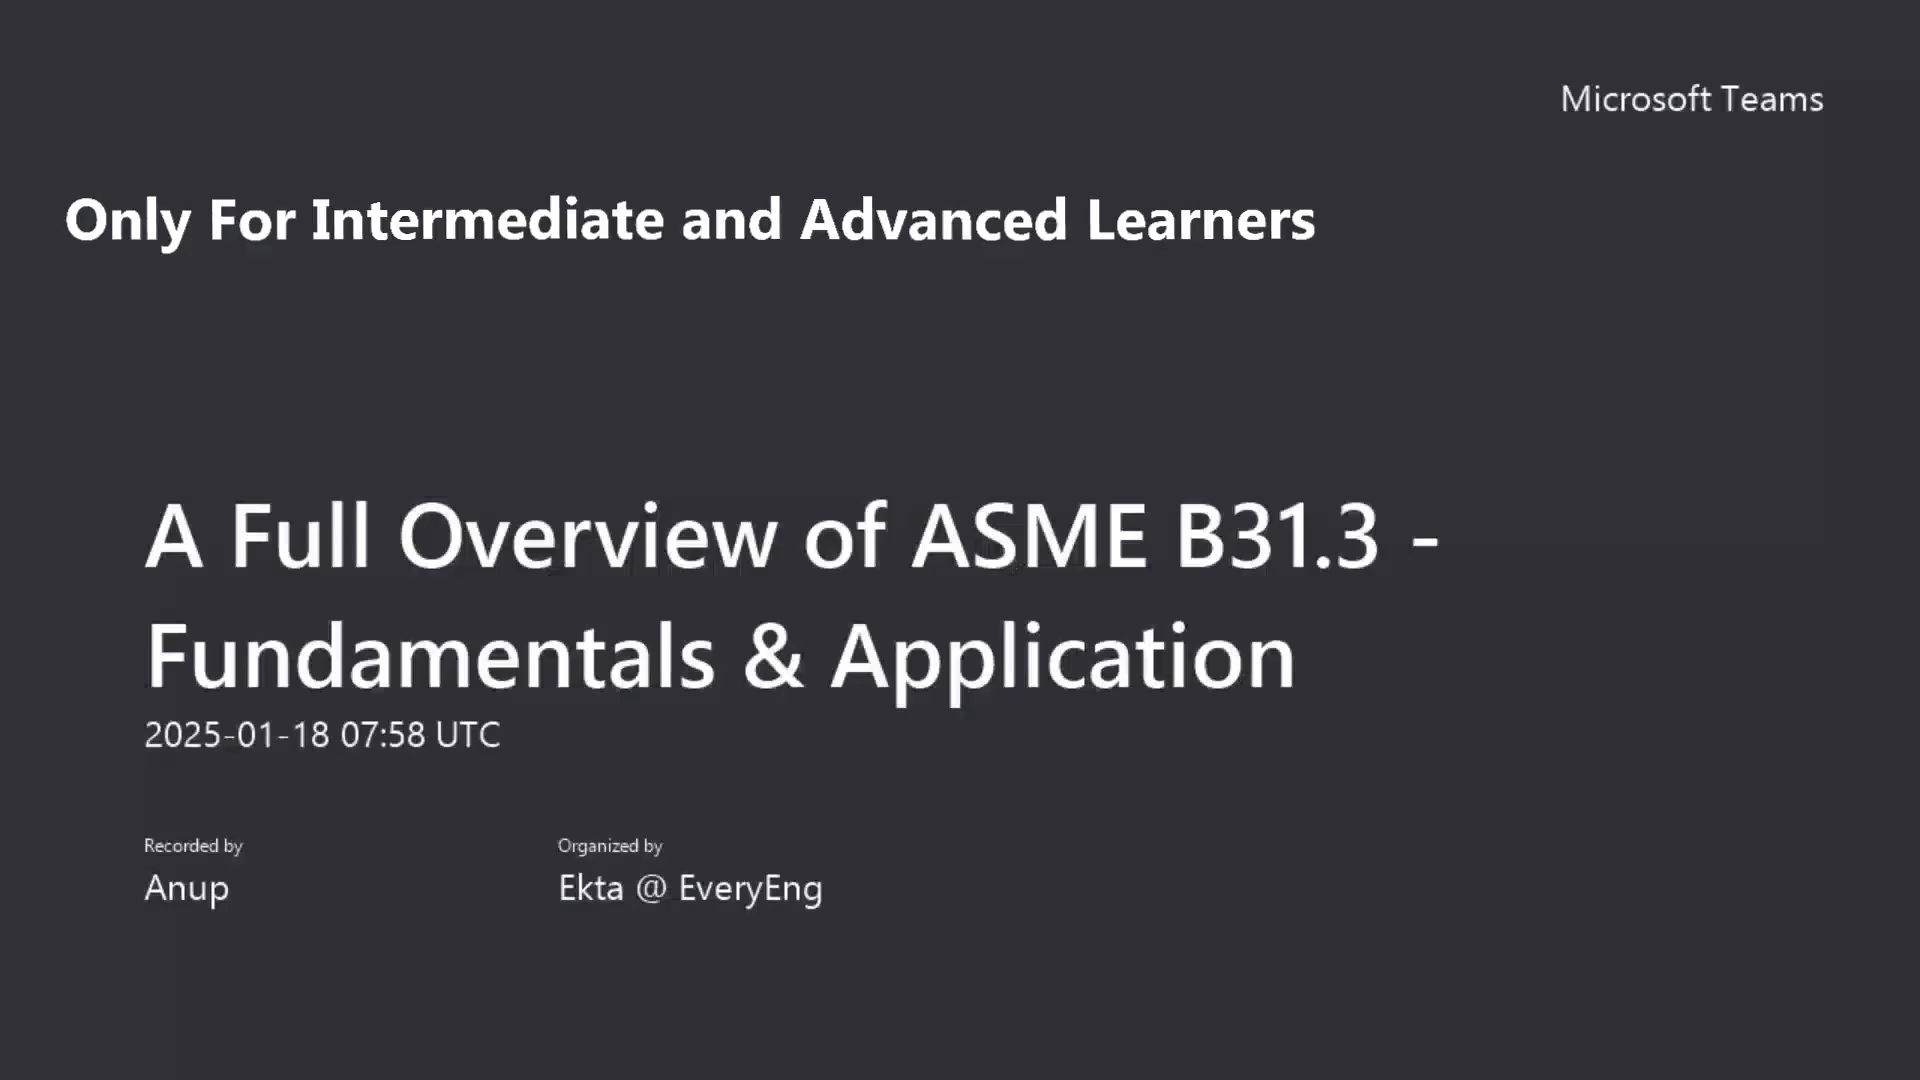 Microsoft Teams
Only For Intermediate and Advanced Learners
A Full Overview of ASME B31.3 -
Fundamentals & Application
2025-01-18 07:58 UTC
Recorded by
Anup
Organized by
Ekta @ EveryEng